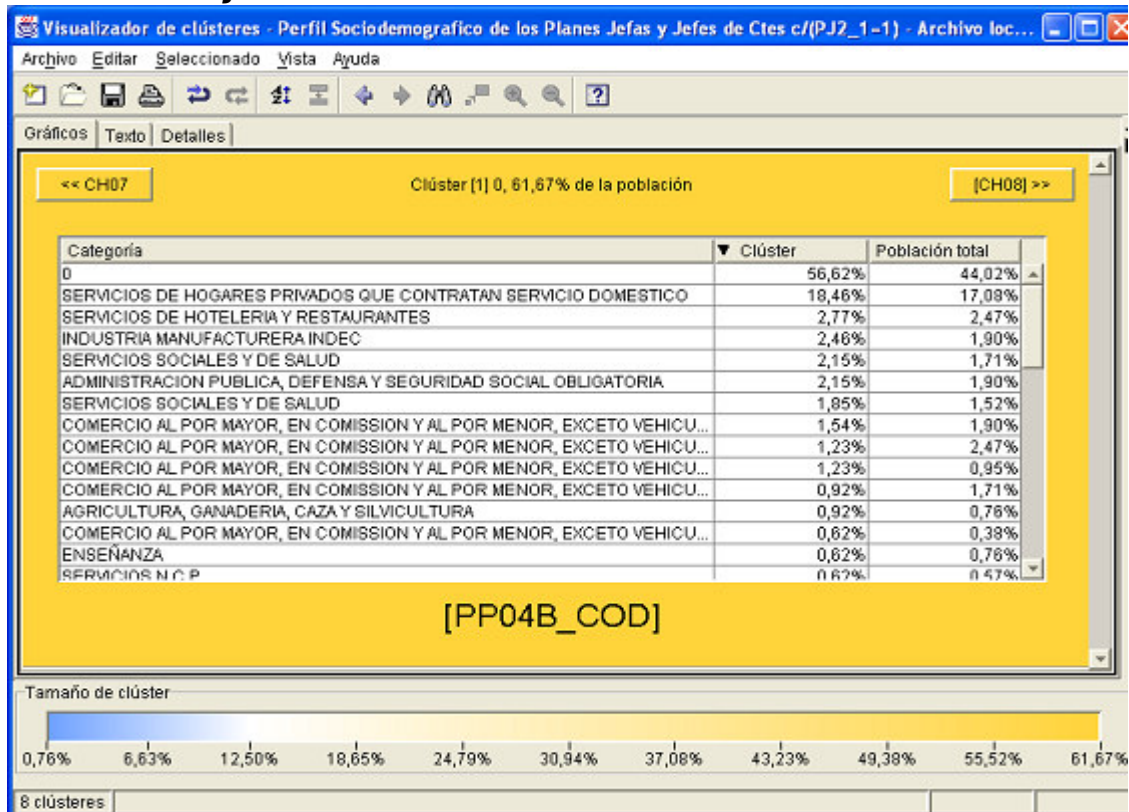 Visualizador de clústeres - Perfil Sociodemografico de los Planes Jefas y Jefes de Ctes c/(PJ2_1=1) - Archivo loc...
Archivo Editar Seleccionado Vista Ayuda
Gráficos Texto Detalles
<< CH07 Clúster [1] 0, 61,67% de la población [CH08] >>
Categoría ▼ Clúster Población total
0 56,62% 44,02%
SERVICIOS DE HOGARES PRIVADOS QUE CONTRATAN SERVICIO DOMESTICO 18,46% 17,08%
SERVICIOS DE HOTELERIA Y RESTAURANTES 2,77% 2,47%
INDUSTRIA MANUFACTURERA INDEC 2,46% 1,90%
SERVICIOS SOCIALES Y DE SALUD 2,15% 1,71%
ADMINISTRACION PUBLICA, DEFENSA Y SEGURIDAD SOCIAL OBLIGATORIA 2,15% 1,90%
SERVICIOS SOCIALES Y DE SALUD 1,85% 1,52%
COMERCIO AL POR MAYOR, EN COMISSION Y AL POR MENOR, EXCETO VEHICU... 1,54% 1,90%
COMERCIO AL POR MAYOR, EN COMISSION Y AL POR MENOR, EXCETO VEHICU... 1,23% 2,47%
COMERCIO AL POR MAYOR, EN COMISSION Y AL POR MENOR, EXCETO VEHICU... 1,23% 0,95%
COMERCIO AL POR MAYOR, EN COMISSION Y AL POR MENOR, EXCETO VEHICU... 0,92% 1,71%
AGRICULTURA, GANADERIA, CAZA Y SILVICULTURA 0,92% 0,76%
COMERCIO AL POR MAYOR, EN COMISSION Y AL POR MENOR, EXCETO VEHICU... 0,62% 0,38%
ENSEÑANZA 0,62% 0,76%
SERVICIOS N.C.P. 0,62% 0,57%
[PP04B_COD]
Tamaño de clúster
0,76% 6,63% 12,50% 18,65% 24,79% 30,94% 37,08% 43,23% 49,38% 55,52% 61,67%
8 clústeres